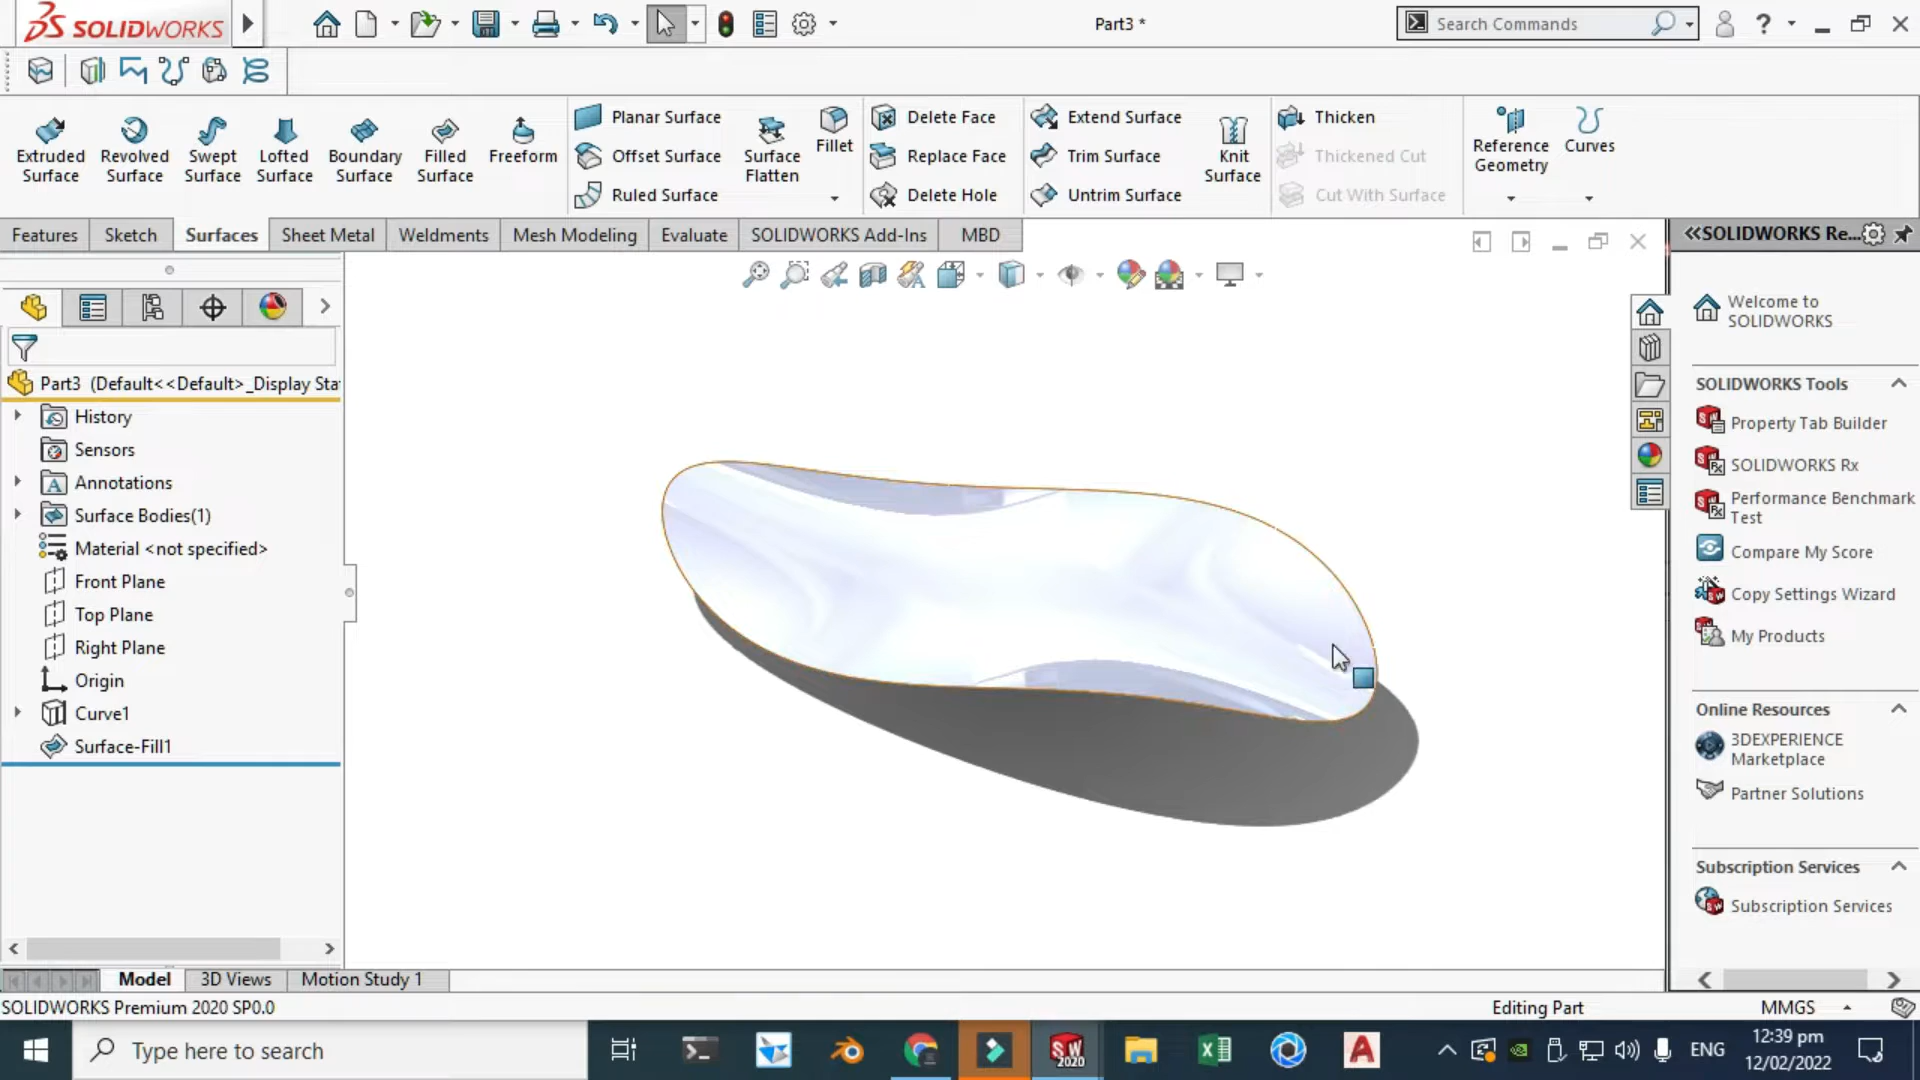 SOLIDWORKS
Part3 *
Search Commands
Extruded
Surface
Revolved
Surface
Swept
Surface
Lofted
Surface
Boundary
Surface
Filled
Surface
Freeform
Planar Surface
Offset Surface
Ruled Surface
Surface
Flatten
Fillet
Delete Face
Replace Face
Delete Hole
Extend Surface
Trim Surface
Untrim Surface
Knit
Surface
Thicken
Thickened Cut
Cut With Surface
Reference
Geometry
Curves
Features
Sketch
Surfaces
Sheet Metal
Weldments
Mesh Modeling
Evaluate
SOLIDWORKS Add-Ins
MBD
SOLIDWORKS Re...
Part3 (Default<<Default>_Display Sta
History
Sensors
Annotations
Surface Bodies(1)
Material <not specified>
Front Plane
Top Plane
Right Plane
Origin
Curve1
Surface-Fill1
Welcome to
SOLIDWORKS
SOLIDWORKS Tools
Property Tab Builder
SOLIDWORKS Rx
Performance Benchmark
Test
Compare My Score
Copy Settings Wizard
My Products
Online Resources
3DEXPERIENCE
Marketplace
Partner Solutions
Subscription Services
Subscription Services
Model
3D Views
Motion Study 1
SOLIDWORKS Premium 2020 SP0.0
Editing Part
MMGS
Type here to search
SW
2020
ENG
12:39 pm
12/02/2022